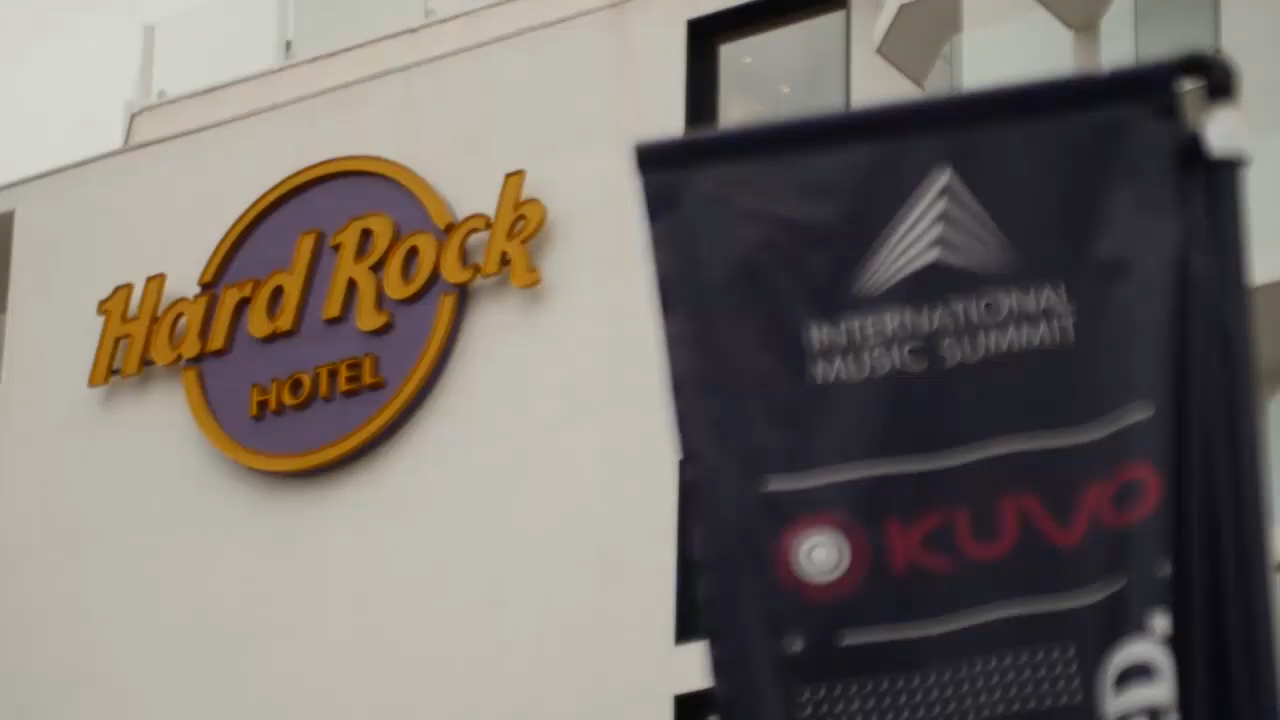 Hard Rock
HOTEL
INTERNATIONAL
MUSIC SUMMIT
KUVO
D.